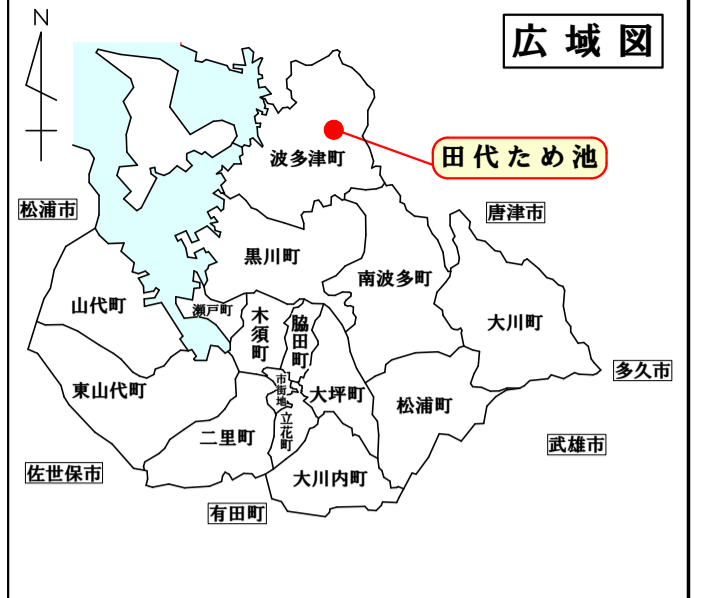 N
広域図
波多津町
田代ため池
松浦市
唐津市
黒川町
南波多町
山代町
瀬戸町
木須町
脇田町
大川町
多久市
東山代町
市街地
大坪町
松浦町
立花町
二里町
武雄市
佐世保市
大川内町
有田町